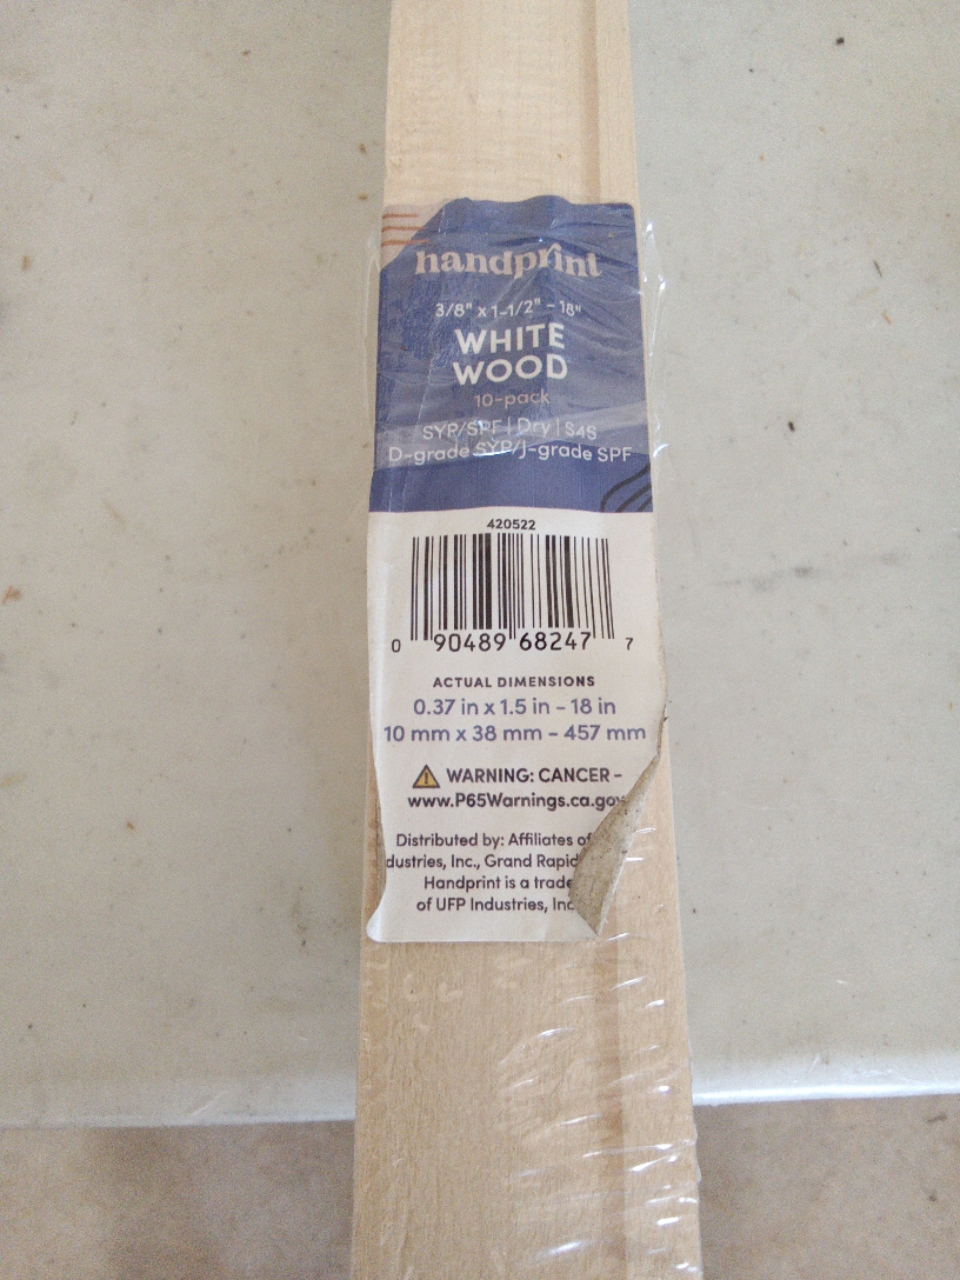 handprint
3/8" x 1-1/2" - 18"
WHITE
WOOD
10-pack
SYP/SPF | Dry | S4S
D-grade SYP/J-grade SPF
420522
0 90489 68247 7
ACTUAL DIMENSIONS
0.37 in x 1.5 in - 18 in
10 mm x 38 mm - 457 mm
WARNING: CANCER -
www.P65Warnings.ca.gov
Distributed by: Affiliates of
dustries, Inc., Grand Rapid
Handprint is a trade
of UFP Industries, Inc